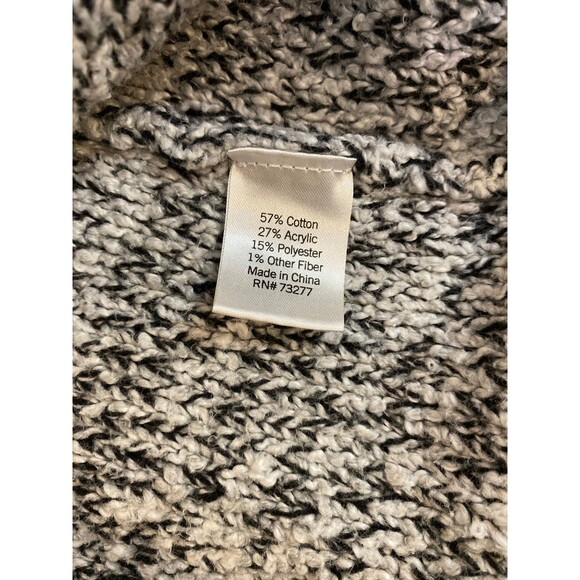 57% Cotton
27% Acrylic
15% Polyester
1% Other Fiber
Made in China
RN# 73277